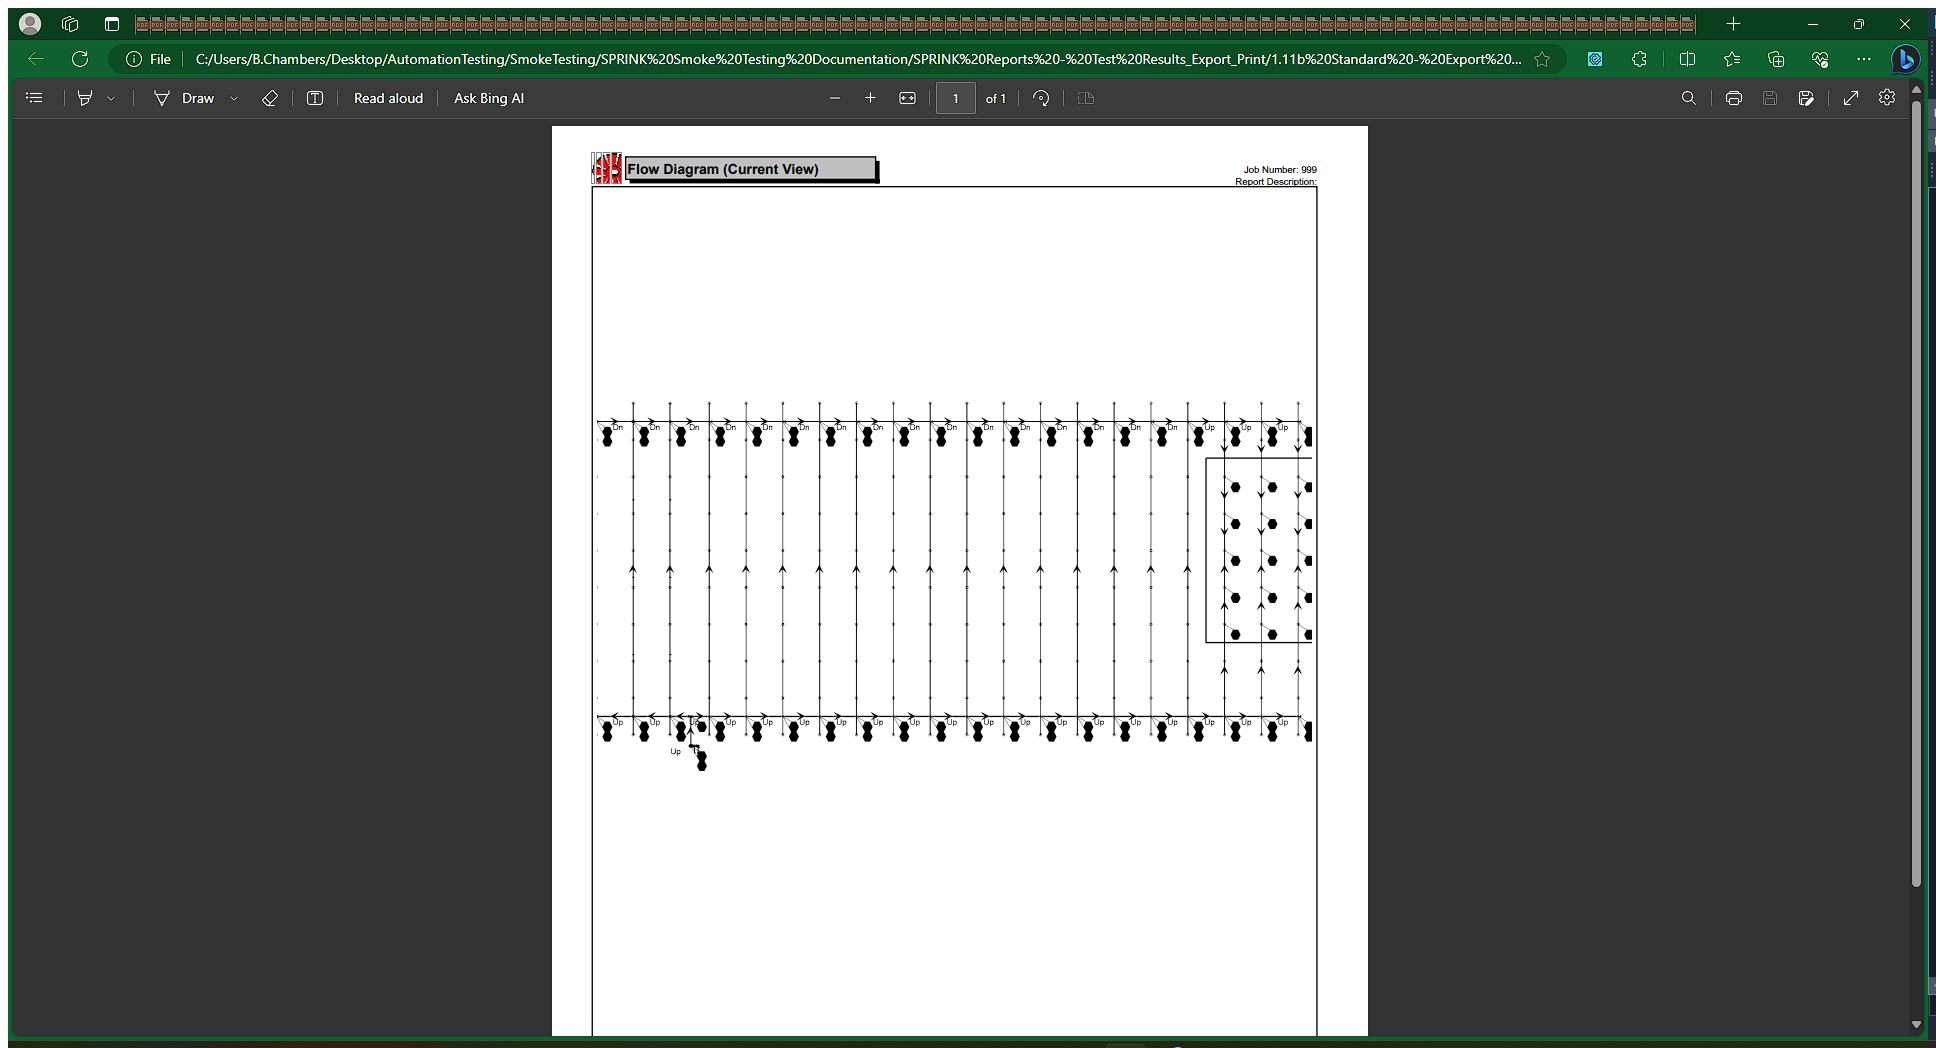 File
C:/Users/B.Chambers/Desktop/AutomationTesting/SmokeTesting/SPRINK%20Smoke%20Testing%20Documentation/SPRINK%20Reports%20-%20Test%20Results_Export_Print/1.11b%20Standard%20-%20Export%20...
Draw
Read aloud
Ask Bing AI
1
of 1
Flow Diagram (Current View)
Job Number: 999
Report Description:
Dn Dn Dn Dn Dn Dn Dn Dn Dn Dn Dn Dn Dn Dn Dn Dn Up Up Up
Up Up Up Up Up Up Up Up Up Up Up Up Up Up Up Up Up Up Up
Up